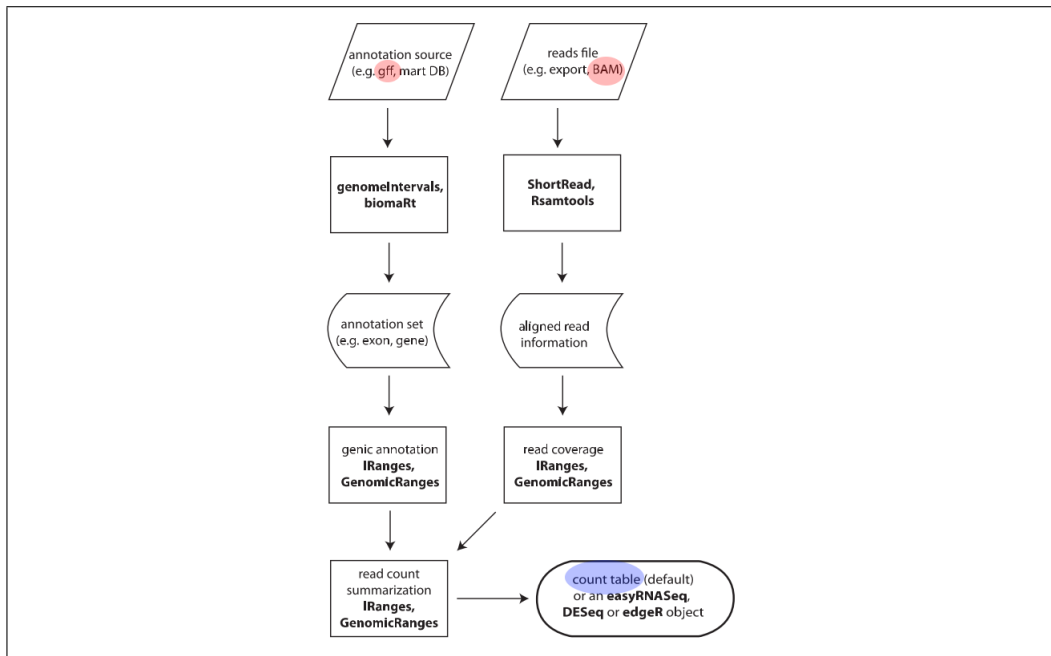 annotation source
(e.g. gff, mart DB)
reads file
(e.g. export, BAM)
genomeIntervals,
biomaRt
ShortRead,
Rsamtools
annotation set
(e.g. exon, gene)
aligned read
information
genic annotation
IRanges,
GenomicRanges
read coverage
IRanges,
GenomicRanges
read count
summarization
IRanges,
GenomicRanges
count table (default)
or an easyRNASeq,
DESeq or edgeR object